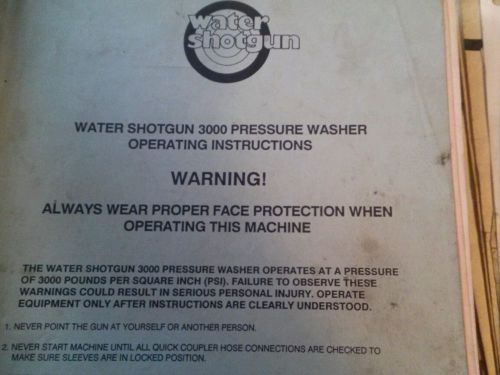 water
shotgun
WATER SHOTGUN 3000 PRESSURE WASHER
OPERATING INSTRUCTIONS
WARNING!
ALWAYS WEAR PROPER FACE PROTECTION WHEN
OPERATING THIS MACHINE
THE WATER SHOTGUN 3000 PRESSURE WASHER OPERATES AT A PRESSURE
OF 3000 POUNDS PER SQUARE INCH (PSI). FAILURE TO OBSERVE THESE
WARNINGS COULD RESULT IN SERIOUS PERSONAL INJURY. OPERATE
EQUIPMENT ONLY AFTER INSTRUCTIONS ARE CLEARLY UNDERSTOOD.
1. NEVER POINT THE GUN AT YOURSELF OR ANOTHER PERSON.
2. NEVER START MACHINE UNTIL ALL QUICK COUPLER HOSE CONNECTIONS ARE CHECKED TO
MAKE SURE SLEEVES ARE IN LOCKED POSITION.